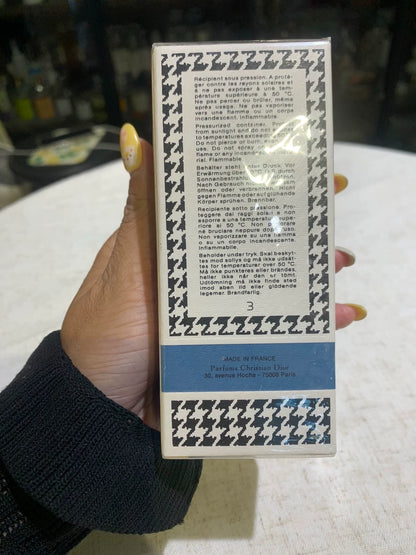 Récipient sous pression. A proté-
ger contre les rayons solaires et
à ne pas exposer à une tem-
pérature supérieure à 50 °C.
Ne pas percer ou brûler, même
après usage. Ne pas vaporiser
vers une flamme ou un corps
incandescent. Inflammable.
Pressurized container. Protect
from sunlight and do not expose
to temperatures exceeding
Do not pierce or burn, even after
use. Do not spray on a naked
flame or any incandescent mate-
rial. Flammable.
Behälter steht unter Druck. Vor
Erwärmung über 50 °C durch
Sonnenbestrahlung schützen.
Nach Gebrauch nicht gewaltsam
öffnen oder verbrennen. Nicht
gegen Flamme oder auf glühende
Körper sprühen. Brennbar.
Recipiente sotto pressione. Pro-
teggere dai raggi solari e non
esporre a una temperatura supe-
riore ai 50 °C. Non perforare
né bruciare neppure dopo l'uso.
Non vaporizzare su una fiamma
o su un corpo incandescente.
Infiammabile.
Beholder under tryk. Skal beskyt-
tes mod sollys og må ikke udsæt-
tes for temperaturer over 50 °C.
Må ikke punkteres eller brændes,
heller ikke når den er tømt.
Udtømning må ikke finde sted
imod åben ild eller glödende
legemer. Brandfarlig.
3
MADE IN FRANCE
Parfums Christian Dior
30, avenue Hoche - 75008 Paris